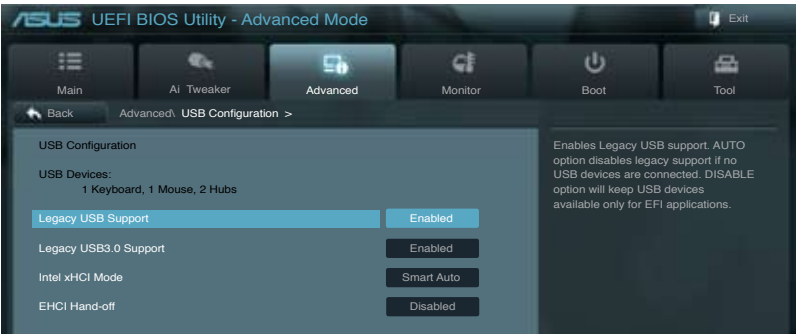 ASUS UEFI BIOS Utility - Advanced Mode
Exit
Main
Ai Tweaker
Advanced
Monitor
Boot
Tool
Back
Advanced\ USB Configuration >
USB Configuration
USB Devices:
1 Keyboard, 1 Mouse, 2 Hubs
Legacy USB Support Enabled
Legacy USB3.0 Support Enabled
Intel xHCI Mode Smart Auto
EHCI Hand-off Disabled
Enables Legacy USB support. AUTO
option disables legacy support if no
USB devices are connected. DISABLE
option will keep USB devices
available only for EFI applications.